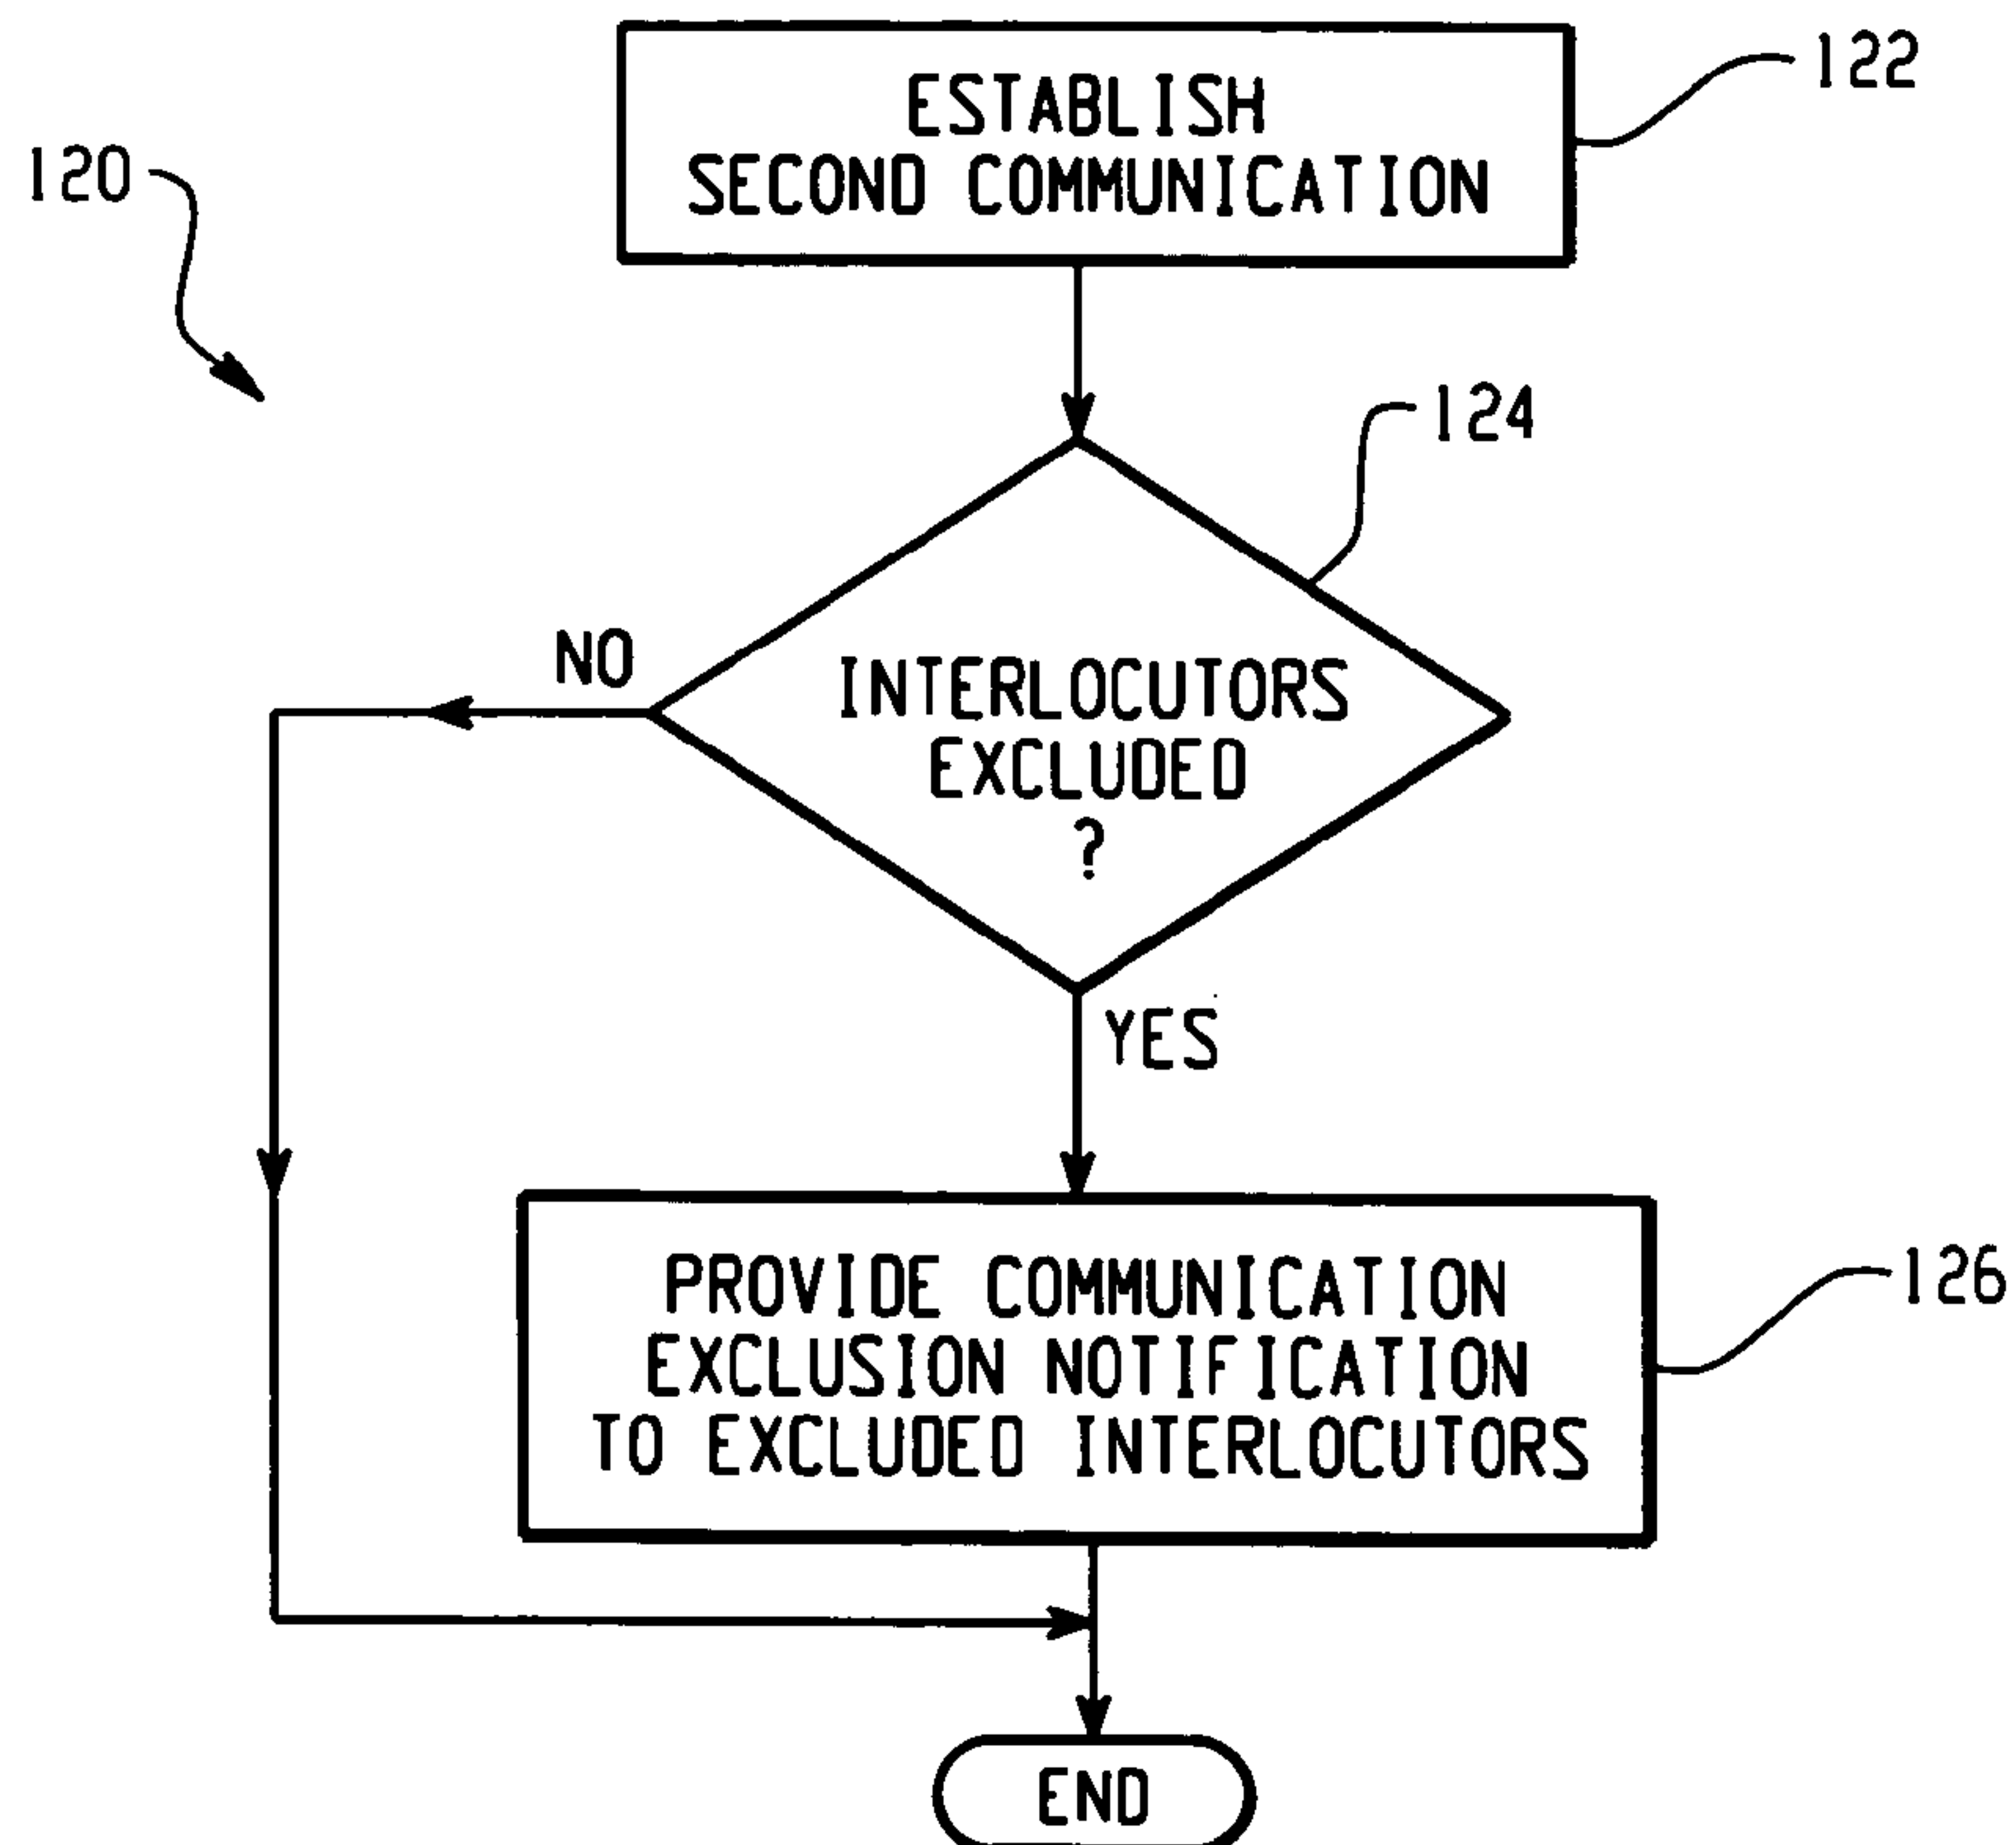 ESTABLISH
SECOND COMMUNICATION
122
120
124
NO
INTERLOCUTORS
EXCLUDED
?
YES
PROVIDE COMMUNICATION
EXCLUSION NOTIFICATION
TO EXCLUDED INTERLOCUTORS
126
END